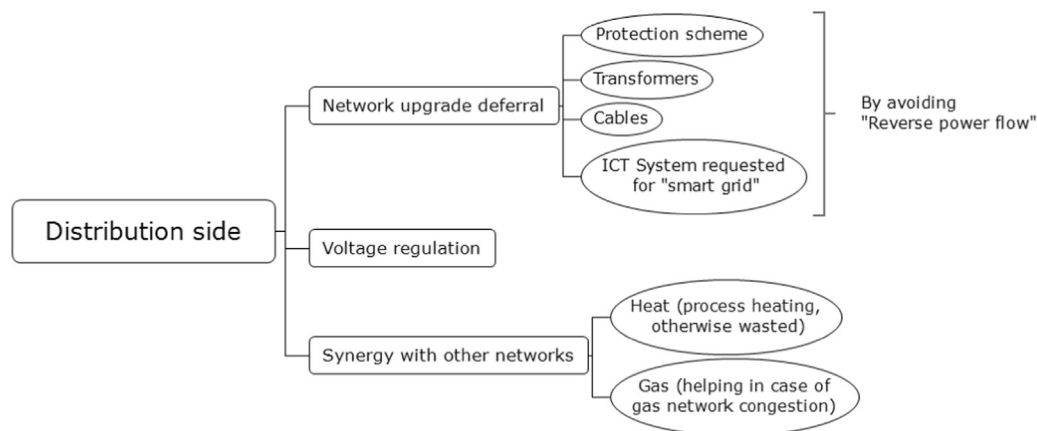 Distribution side
Network upgrade deferral
Protection scheme
Transformers
Cables
ICT System requested
for "smart grid"
By avoiding
"Reverse power flow"
Voltage regulation
Synergy with other networks
Heat (process heating,
otherwise wasted)
Gas (helping in case of
gas network congestion)